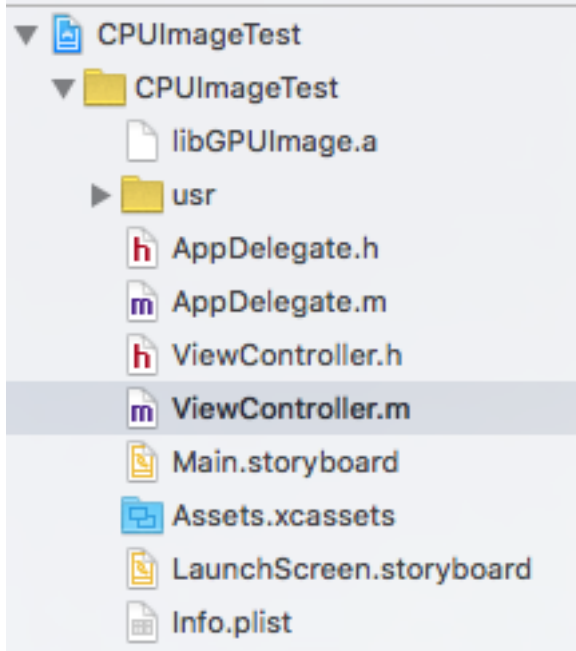 CPUImageTest
CPUImageTest
libGPUImage.a
usr
h AppDelegate.h
m AppDelegate.m
h ViewController.h
m ViewController.m
Main.storyboard
Assets.xcassets
LaunchScreen.storyboard
Info.plist